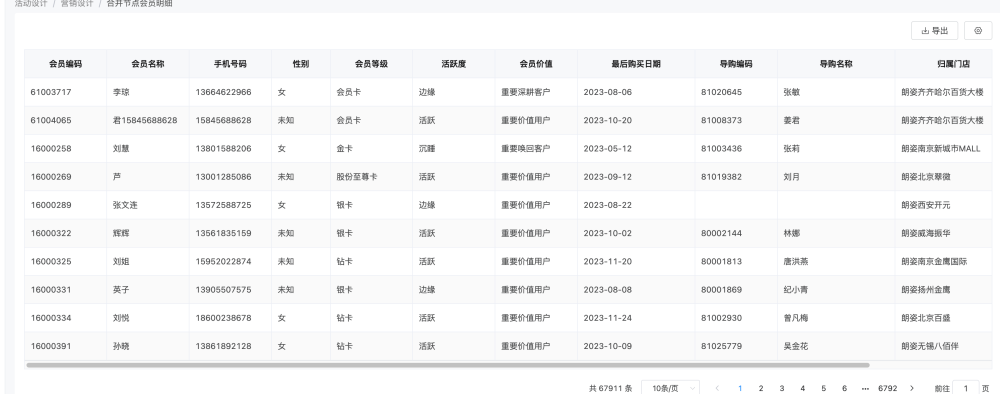 活动设计 / 营销设计 / 合并节点会员明细
导出
会员编码 会员名称 手机号码 性别 会员等级 活跃度 会员价值 最后购买日期 导购编码 导购名称 归属门店
61003717 李琼 13664622966 女 会员卡 边缘 重要深耕客户 2023-08-06 81020645 张敏 朗姿齐齐哈尔百货大楼
61004065 君15845688628 15845688628 未知 会员卡 活跃 重要价值用户 2023-10-20 81008373 姜君 朗姿齐齐哈尔百货大楼
16000258 刘慧 13801588206 女 金卡 沉睡 重要唤回客户 2023-05-12 81003436 张莉 朗姿南京新城市MALL
16000269 芦 13001285086 未知 股份至尊卡 活跃 重要价值用户 2023-09-12 81019382 刘月 朗姿北京翠微
16000289 张文连 13572588725 女 银卡 边缘 重要价值用户 2023-08-22 朗姿西安开元
16000322 辉辉 13561835159 未知 银卡 活跃 重要价值用户 2023-10-02 80002144 林娜 朗姿威海振华
16000325 刘姐 15952022874 未知 钻卡 活跃 重要价值用户 2023-11-20 80001813 唐洪燕 朗姿南京金鹰国际
16000331 英子 13905507575 未知 银卡 边缘 重要价值用户 2023-08-08 80001869 纪小青 朗姿扬州金鹰
16000334 刘悦 18600238678 女 钻卡 活跃 重要价值用户 2023-11-24 81002930 曾凡梅 朗姿北京百盛
16000391 孙晓 13861892128 女 钻卡 活跃 重要价值用户 2023-10-09 81025779 吴金花 朗姿无锡八佰伴
共 67911 条 10条/页 < 1 2 3 4 5 6 ••• 6792 > 前往 1 页